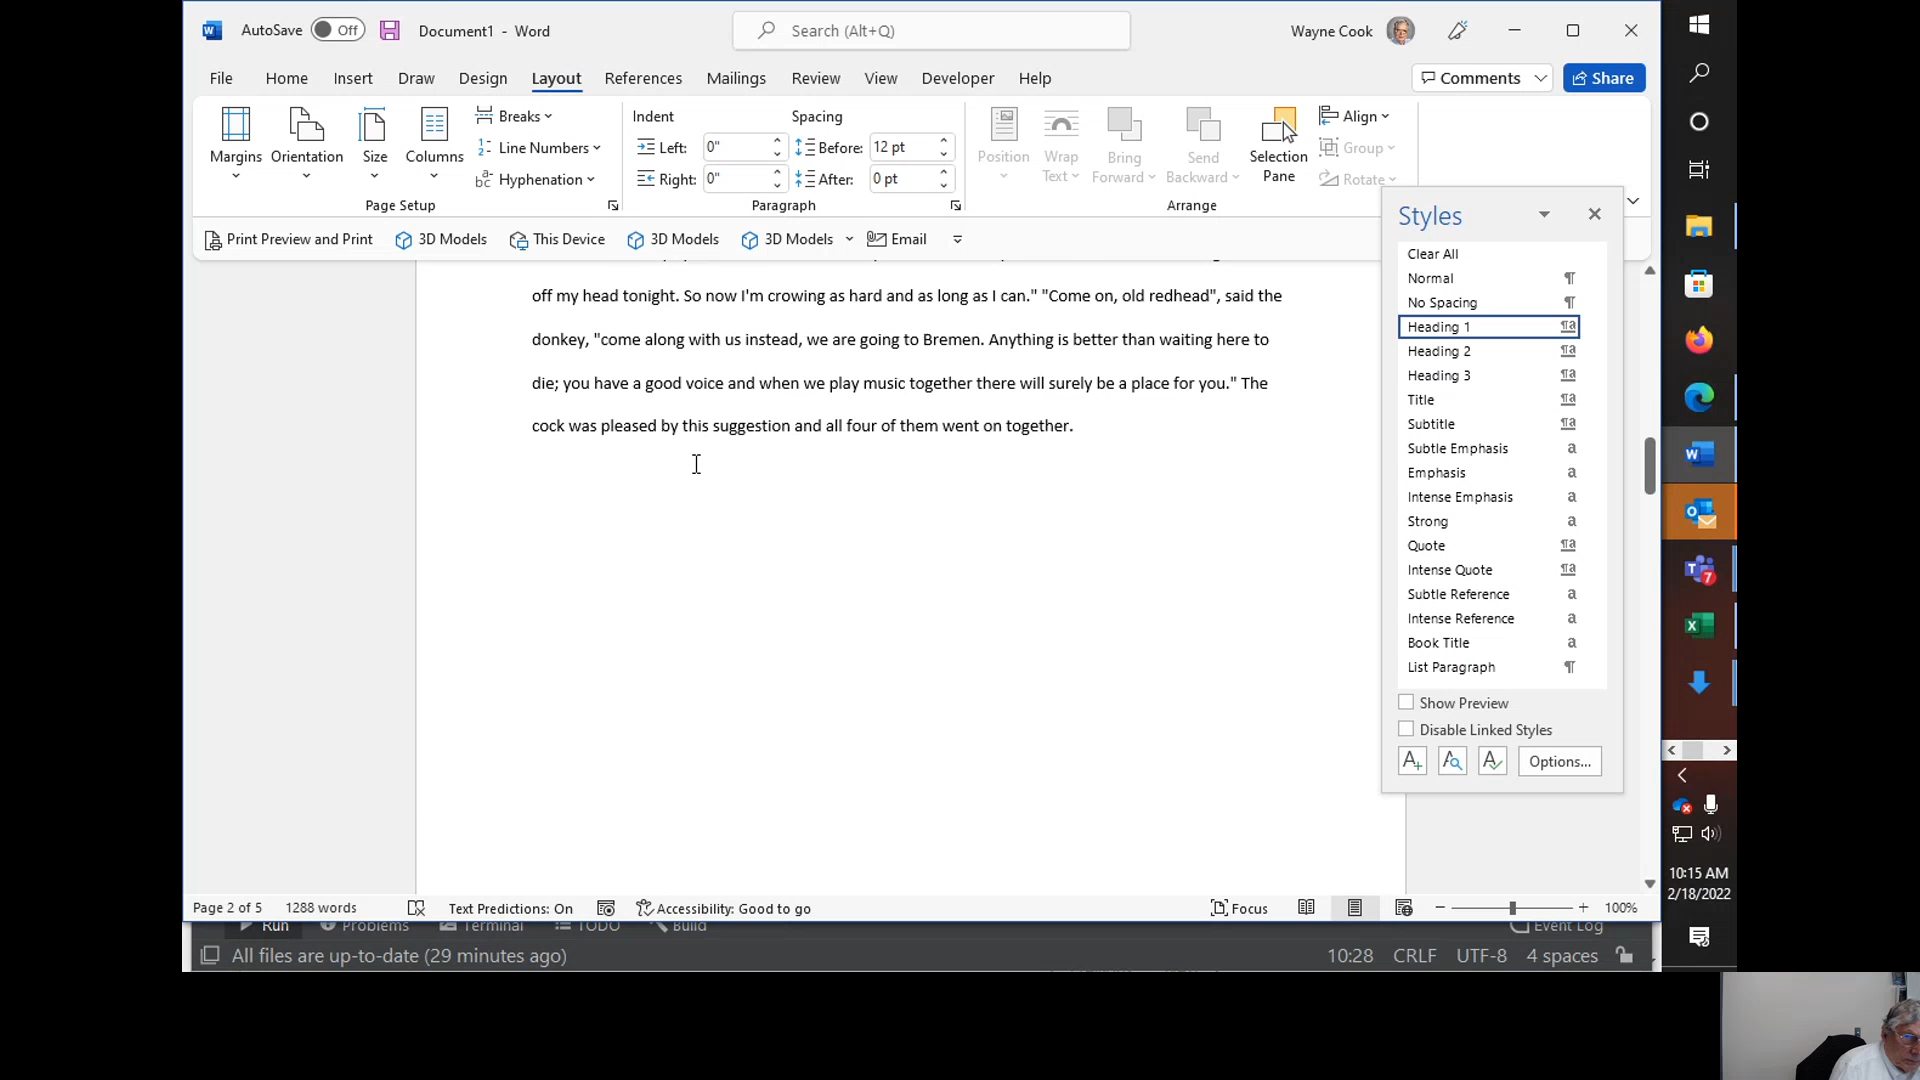 AutoSave Off Document1 - Word Search (Alt+Q) Wayne Cook
File Home Insert Draw Design Layout References Mailings Review View Developer Help Comments Share
Margins Orientation Size Columns
Breaks
Line Numbers
Hyphenation
Page Setup
Indent Spacing
Left: 0" Before: 12 pt
Right: 0" After: 0 pt
Paragraph
Position Wrap Text Bring Forward Send Backward Selection Pane
Align
Group
Rotate
Arrange
Print Preview and Print 3D Models This Device 3D Models 3D Models Email
off my head tonight. So now I'm crowing as hard and as long as I can." "Come on, old redhead", said the
donkey, "come along with us instead, we are going to Bremen. Anything is better than waiting here to
die; you have a good voice and when we play music together there will surely be a place for you." The
cock was pleased by this suggestion and all four of them went on together.
Styles
Clear All
Normal
No Spacing
Heading 1
Heading 2
Heading 3
Title
Subtitle
Subtle Emphasis
Emphasis
Intense Emphasis
Strong
Quote
Intense Quote
Subtle Reference
Intense Reference
Book Title
List Paragraph
Show Preview
Disable Linked Styles
Options...
Page 2 of 5 1288 words Text Predictions: On Accessibility: Good to go Focus 100%
Run Problems Terminal TODO Build Event Log
All files are up-to-date (29 minutes ago) 10:28 CRLF UTF-8 4 spaces
7
10:15 AM
2/18/2022